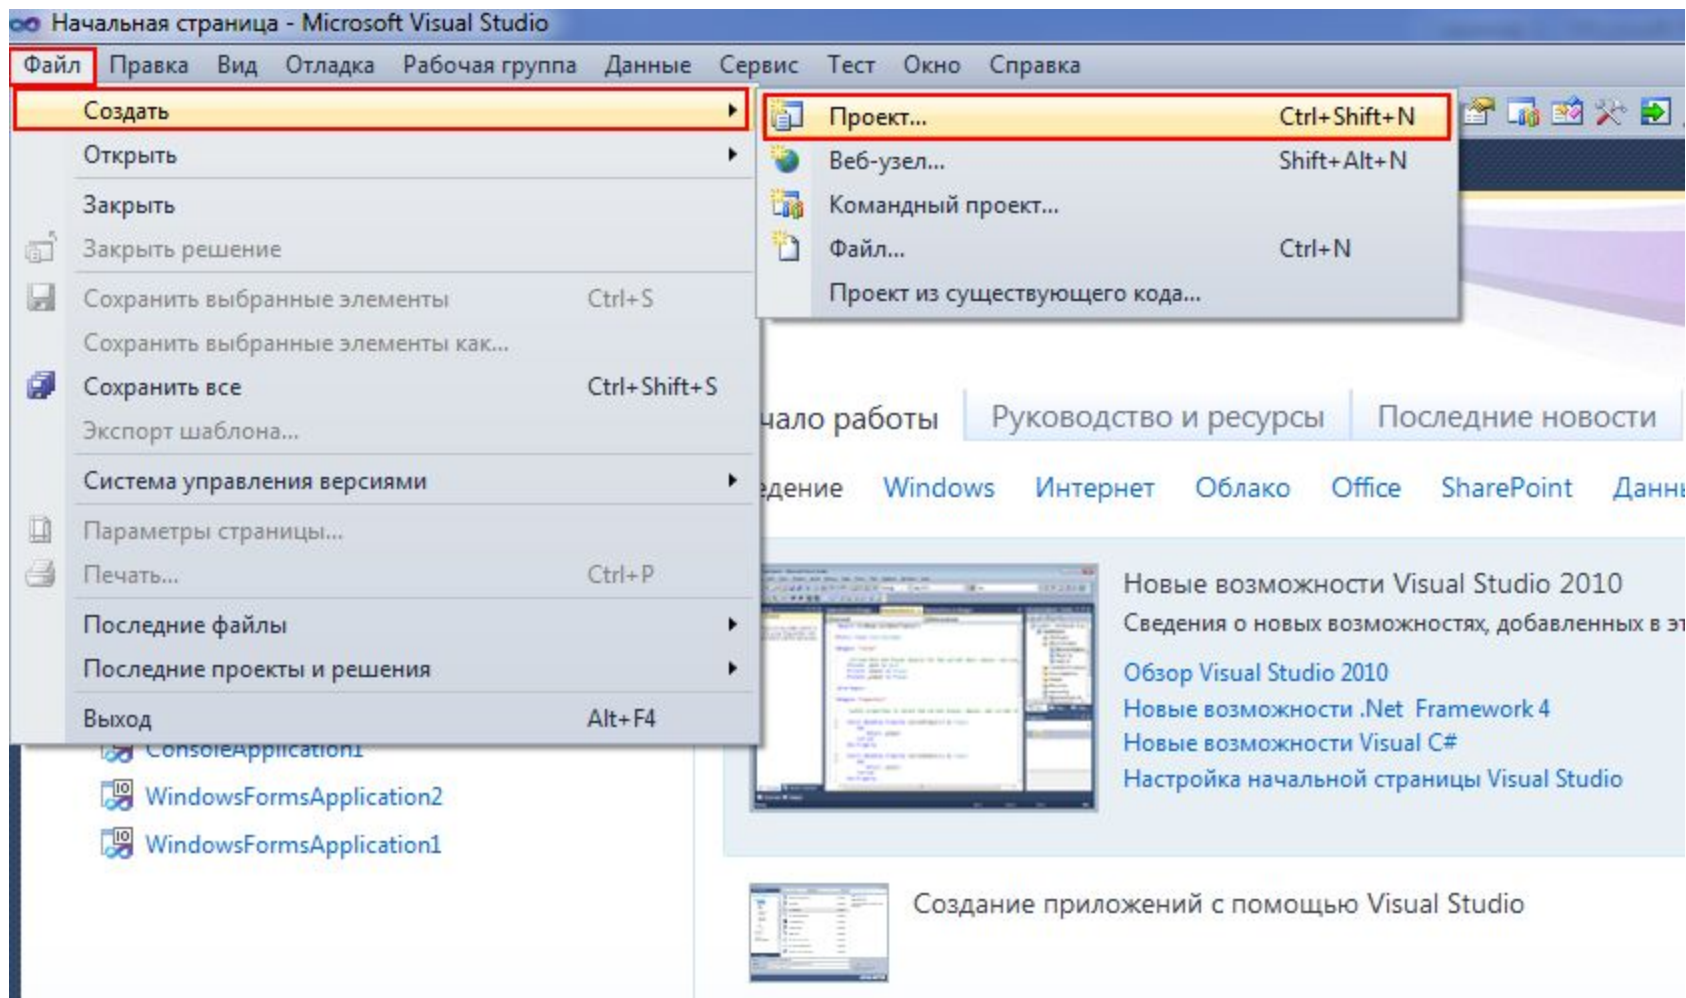 Начальная страница - Microsoft Visual Studio
Файл Правка Вид Отладка Рабочая группа Данные Сервис Тест Окно Справка
Создать
Открыть
Закрыть
Закрыть решение
Сохранить выбранные элементы Ctrl+S
Сохранить выбранные элементы как...
Сохранить все Ctrl+Shift+S
Экспорт шаблона...
Система управления версиями
Параметры страницы...
Печать... Ctrl+P
Последние файлы
Последние проекты и решения
Выход Alt+F4
Проект... Ctrl+Shift+N
Веб-узел... Shift+Alt+N
Командный проект...
Файл... Ctrl+N
Проект из существующего кода...
чало работы Руководство и ресурсы Последние новости
едение Windows Интернет Облако Office SharePoint Данны
Новые возможности Visual Studio 2010
Сведения о новых возможностях, добавленных в эт
Обзор Visual Studio 2010
Новые возможности .Net Framework 4
Новые возможности Visual C#
Настройка начальной страницы Visual Studio
ConsoleApplication1
WindowsFormsApplication2
WindowsFormsApplication1
Создание приложений с помощью Visual Studio